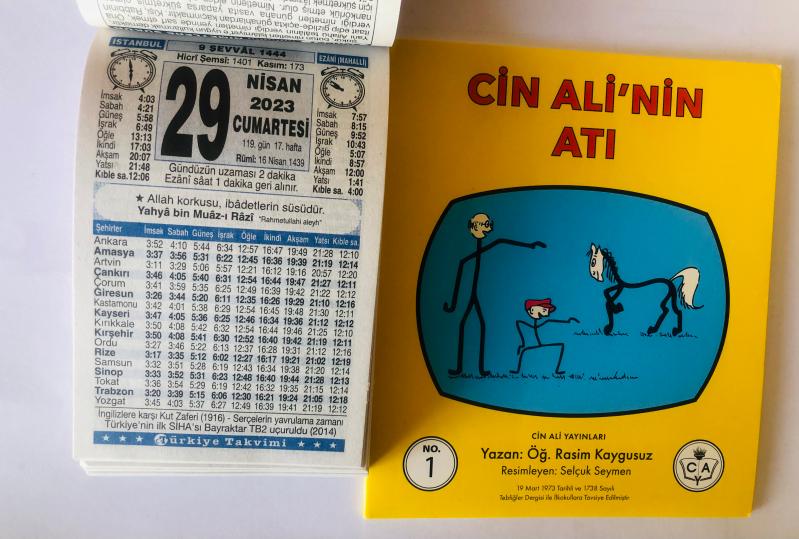 İSTANBUL
9 ŞEVVÂL 1444
EZÂNÎ (MAHALLÎ)
Hicrî Şemsî: 1401 Kasım: 173
29
NİSAN
2023
CUMARTESİ
119. gün 17. hafta
Rûmî: 16 Nisan 1439
İmsak 4:03
Sabah 4:21
Güneş 5:58
İşrak 6:49
Öğle 13:13
İkindi 17:03
Akşam 20:07
Yatsı 21:48
Kıble sa. 12:06
İmsak 7:57
Sabah 8:15
Güneş 9:52
İşrak 10:43
Öğle 5:07
İkindi 8:57
Akşam 12:00
Yatsı 1:41
Kıble sa. 4:00
Gündüzün uzaması 2 dakika
Ezânî sâat 1 dakika geri alınır.
★ Allah korkusu, ibâdetlerin süsüdür.
Yahyâ bin Muâz-ı Râzî "Rahmetullahi aleyh"
Şehirler İmsak Sabah Güneş İşrak Öğle İkindi Akşam Yatsı Kıble sa.
Ankara 3:52 4:10 5:44 6:34 12:57 16:47 19:49 21:28 12:10
Amasya 3:37 3:56 5:31 6:22 12:45 16:36 19:39 21:19 12:14
Artvin 3:11 3:29 5:06 5:57 12:21 16:12 19:16 20:57 12:20
Çankırı 3:46 4:05 5:40 6:31 12:54 16:44 19:47 21:27 12:11
Çorum 3:41 3:59 5:35 6:25 12:49 16:39 19:42 21:22 12:12
Giresun 3:26 3:44 5:20 6:11 12:35 16:26 19:29 21:10 12:16
Kastamonu 3:42 4:01 5:38 6:29 12:54 16:45 19:48 21:30 12:11
Kayseri 3:47 4:05 5:36 6:25 12:46 16:34 19:36 21:12 12:12
Kırıkkale 3:50 4:08 5:42 6:32 12:54 16:44 19:46 21:25 12:10
Kırşehir 3:50 4:08 5:41 6:30 12:52 16:40 19:42 21:19 12:11
Ordu 3:27 3:46 5:22 6:13 12:37 16:28 19:31 21:12 12:16
Rize 3:17 3:35 5:12 6:02 12:27 16:17 19:21 21:02 12:19
Samsun 3:32 3:51 5:28 6:19 12:43 16:34 19:38 21:20 12:14
Sinop 3:33 3:52 5:31 6:23 12:48 16:40 19:44 21:28 12:13
Tokat 3:36 3:54 5:29 6:19 12:42 16:32 19:35 21:15 12:14
Trabzon 3:20 3:39 5:15 6:06 12:30 16:21 19:24 21:05 12:18
Yozgat 3:45 4:03 5:37 6:27 12:49 16:39 19:41 21:19 12:12
İngilizlere karşı Kut Zaferi (1916) - Serçelerin yavrulama zamanı
Türkiye'nin ilk SİHA'sı Bayraktar TB2 uçuruldu (2014)
★ ★ ★ Türkiye Takvimi ★ ★ ★
CİN ALİ'NİN
ATI
CİN ALİ YAYINLARI
NO.
1
Yazan: Öğ. Rasim Kaygusuz
Resimleyen: Selçuk Seymen
19 Mart 1973 Tarihli ve 1738 Sayılı
Tebliğler Dergisi ile İlkokullara Tavsiye Edilmiştir
CAY